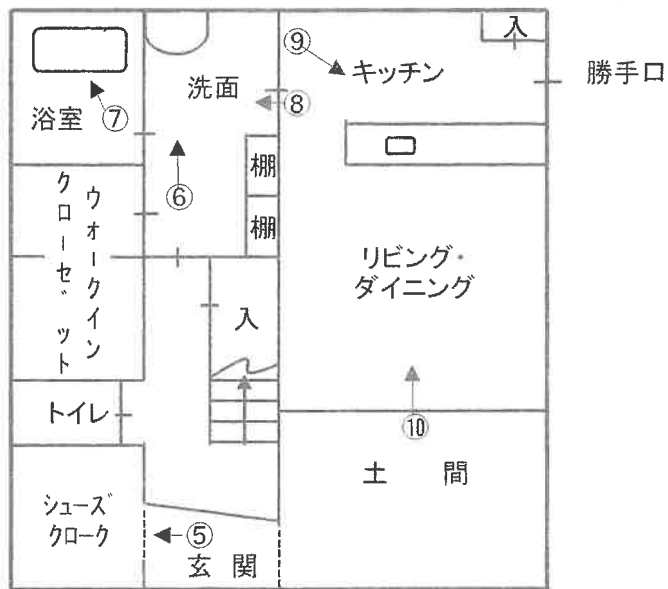 入
⑨
キッチン
勝手口
洗面
⑧
浴室
⑦
⑥
棚
棚
ウォークイン
クローゼット
リビング・
ダイニング
入
トイレ
⑩
土間
シューズ
クローク
⑤
玄関